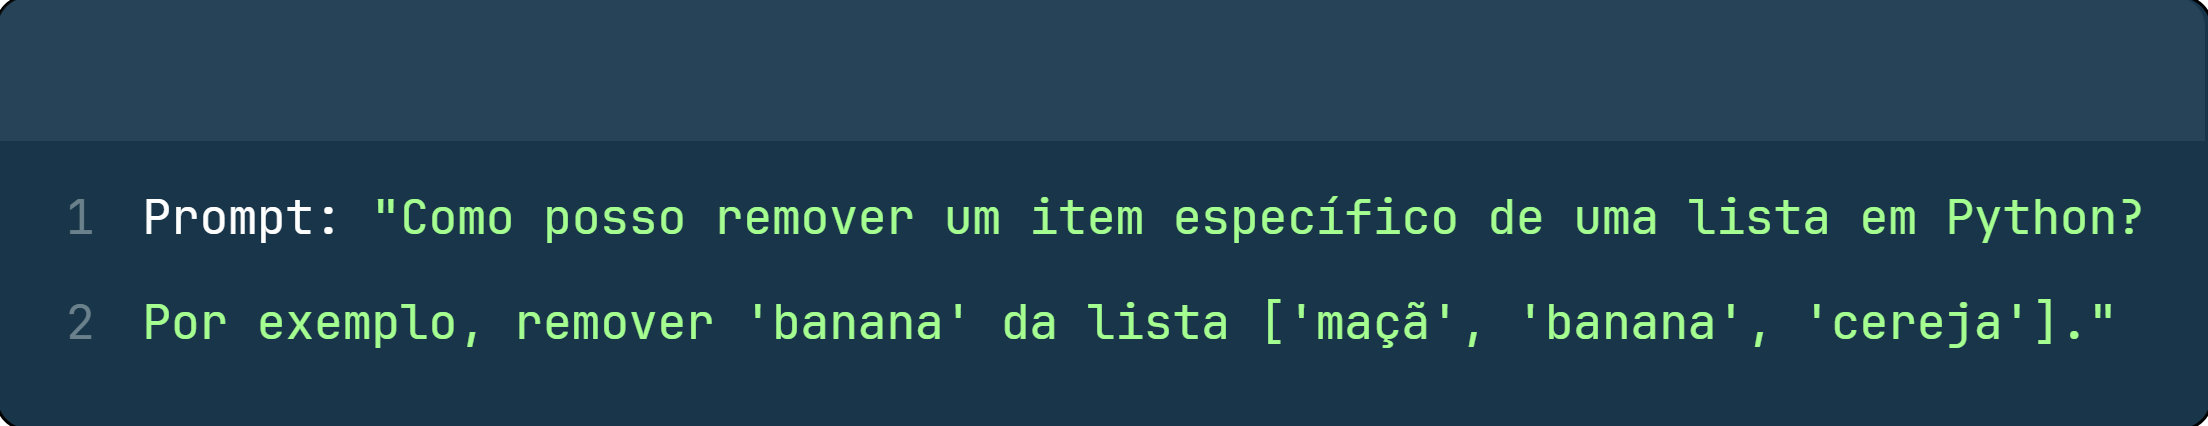 1 Prompt: "Como posso remover um item específico de uma lista em Python?
2 Por exemplo, remover 'banana' da lista ['maçã', 'banana', 'cereja']."